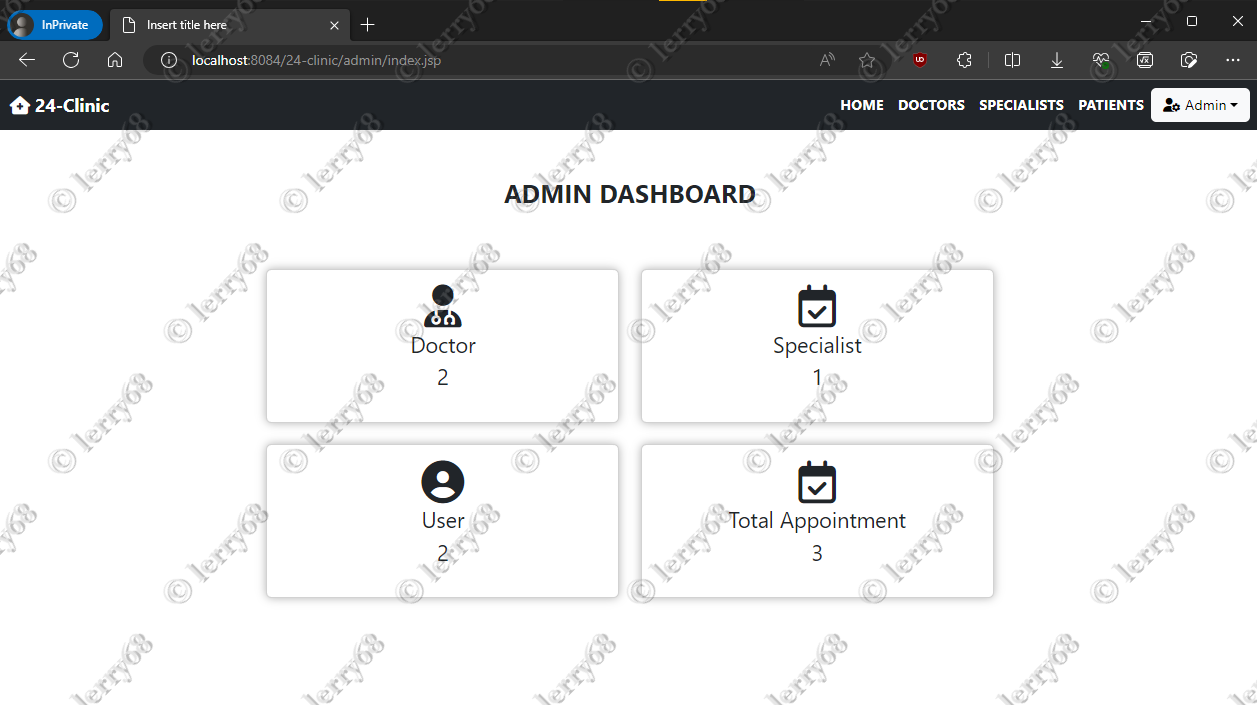 InPrivate
Insert title here
localhost:8084/24-clinic/admin/index.jsp
24-Clinic
HOME DOCTORS SPECIALISTS PATIENTS Admin
ADMIN DASHBOARD
Doctor
2
Specialist
1
User
2
Total Appointment
3
© lerry68